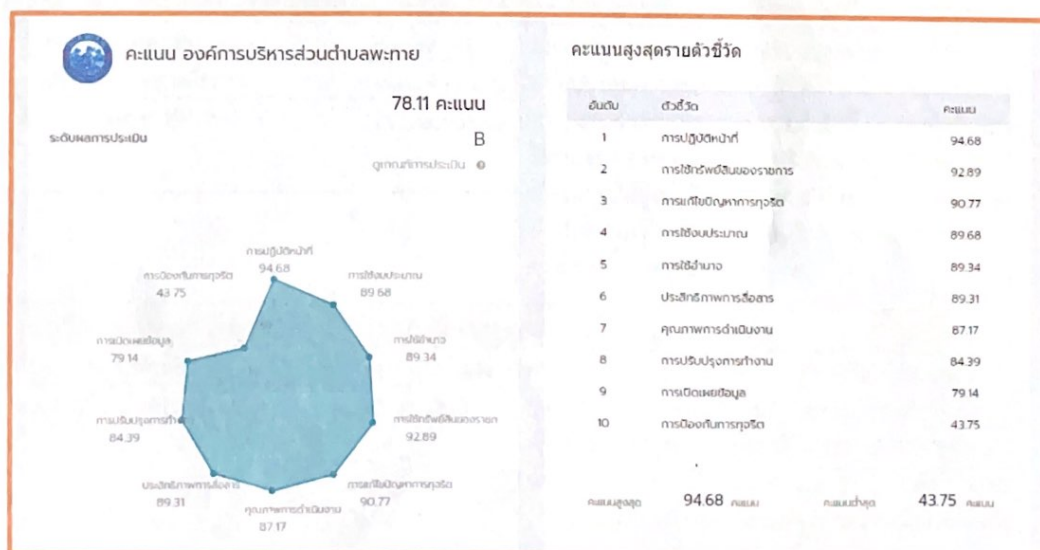 คะแนน องค์การบริหารส่วนตำบลพะทาย
78.11 คะแนน
ระดับผลการประเมิน
B
ดูเกณฑ์การประเมิน
การปฏิบัติหน้าที่
94.68
การใช้งบประมาณ
89.68
การใช้อำนาจ
89.34
การใช้ทรัพย์สินของราชก
92.89
การแก้ไขปัญหาการทุจริต
90.77
คุณภาพการดำเนินงาน
87.17
ประสิทธิภาพการสื่อสาร
89.31
การปรับปรุงการทำงา
84.39
การเปิดเผยข้อมูล
79.14
การป้องกันการทุจริต
43.75
คะแนนสูงสุดรายตัวชี้วัด
อันดับ ตัวชี้วัด คะแนน
1 การปฏิบัติหน้าที่ 94.68
2 การใช้ทรัพย์สินของราชการ 92.89
3 การแก้ไขปัญหาการทุจริต 90.77
4 การใช้งบประมาณ 89.68
5 การใช้อำนาจ 89.34
6 ประสิทธิภาพการสื่อสาร 89.31
7 คุณภาพการดำเนินงาน 87.17
8 การปรับปรุงการทำงาน 84.39
9 การเปิดเผยข้อมูล 79.14
10 การป้องกันการทุจริต 43.75
คะแนนสูงสุด 94.68 คะแนน คะแนนต่ำสุด 43.75 คะแนน